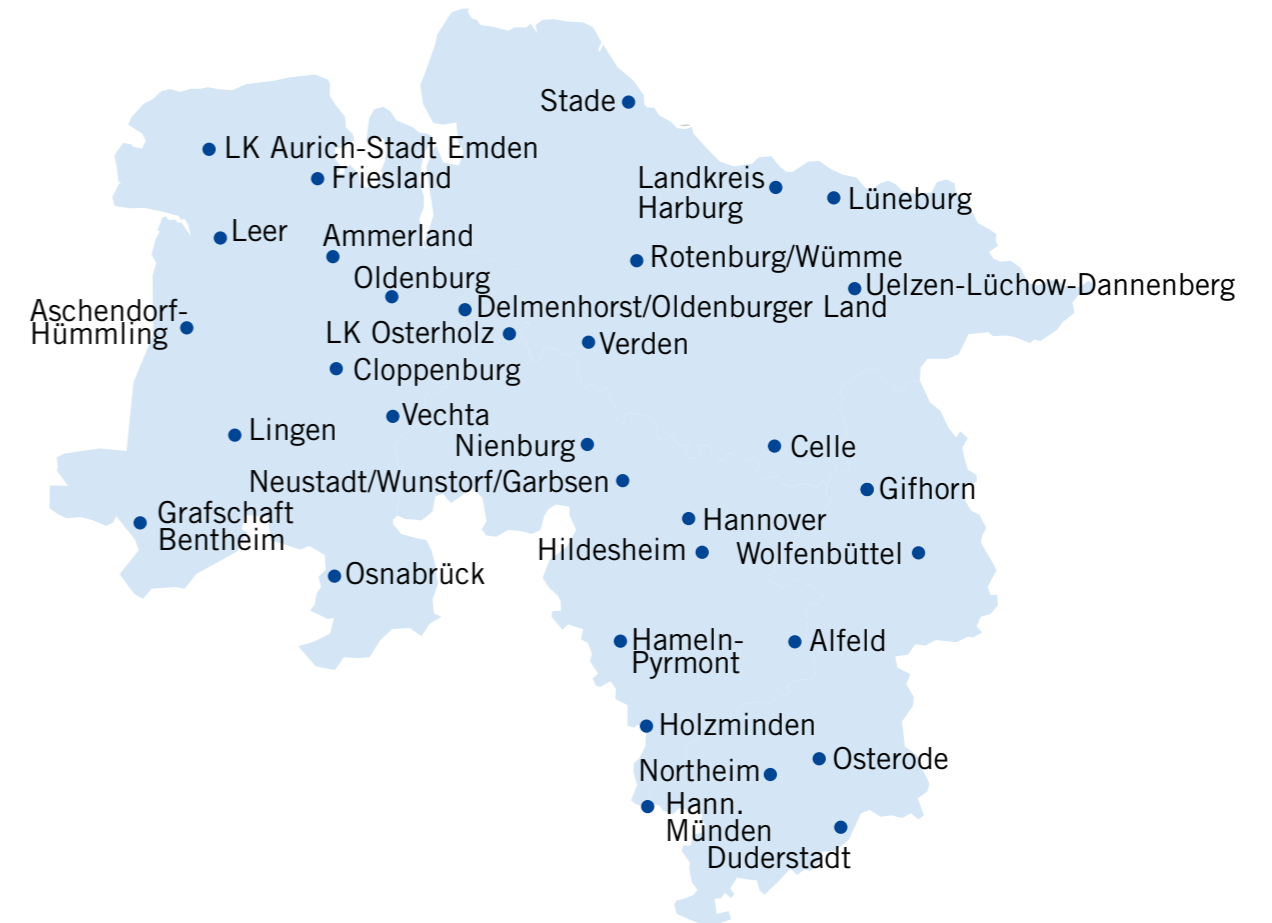 Stade
LK Aurich-Stadt Emden
Friesland
Landkreis
Harburg
Lüneburg
Leer
Ammerland
Rotenburg/Wümme
Oldenburg
Uelzen-Lüchow-Dannenberg
Delmenhorst/Oldenburger Land
Aschendorf-
Hümmling
LK Osterholz
Verden
Cloppenburg
Vechta
Lingen
Nienburg
Celle
Neustadt/Wunstorf/Garbsen
Gifhorn
Grafschaft
Bentheim
Hannover
Hildesheim
Wolfenbüttel
Osnabrück
Hameln-
Pyrmont
Alfeld
Holzminden
Osterode
Northeim
Hann.
Münden
Duderstadt